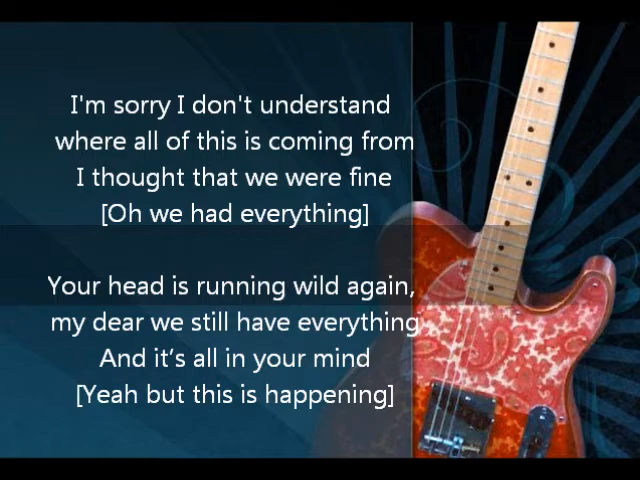 I'm sorry I don't understand
where all of this is coming from
I thought that we were fine
[Oh we had everything]
Your head is running wild again,
my dear we still have everything
And it’s all in your mind
[Yeah but this is happening]